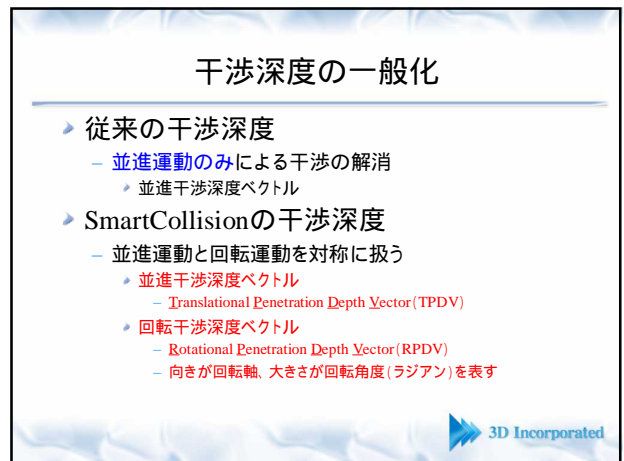 干渉深度の一般化
従来の干渉深度
– 並進運動のみによる干渉の解消
並進干渉深度ベクトル
SmartCollisionの干渉深度
– 並進運動と回転運動を対称に扱う
並進干渉深度ベクトル
– Translational Penetration Depth Vector(TPDV)
回転干渉深度ベクトル
– Rotational Penetration Depth Vector(RPDV)
– 向きが回転軸、大きさが回転角度(ラジアン)を表す
3D Incorporated